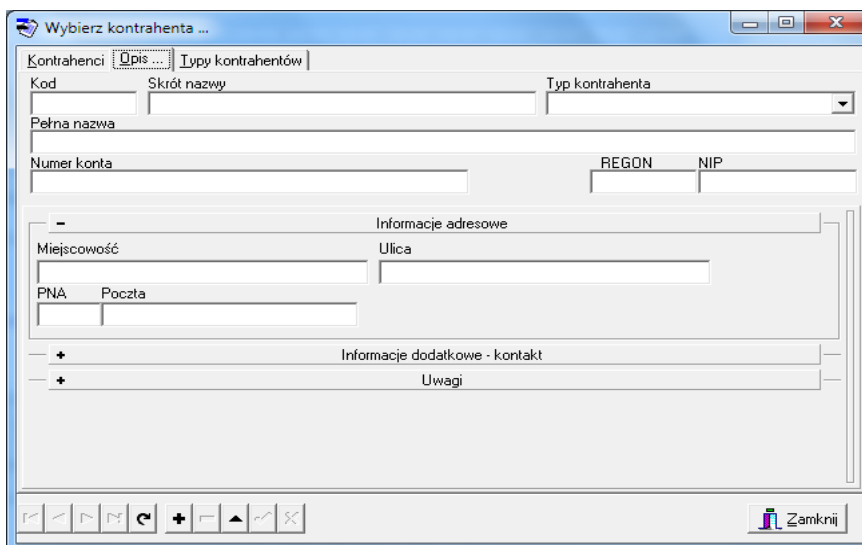 Wybierz kontrahenta ...
Kontrahenci Opis ... Typy kontrahentów
Kod Skrót nazwy Typ kontrahenta
Pełna nazwa
Numer konta REGON NIP
Informacje adresowe
Miejscowość Ulica
PNA Poczta
Informacje dodatkowe - kontakt
Uwagi
Zamknij